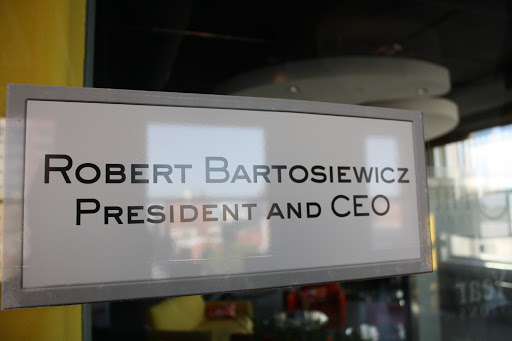 ROBERT BARTOSIEWICZ
PRESIDENT AND CEO